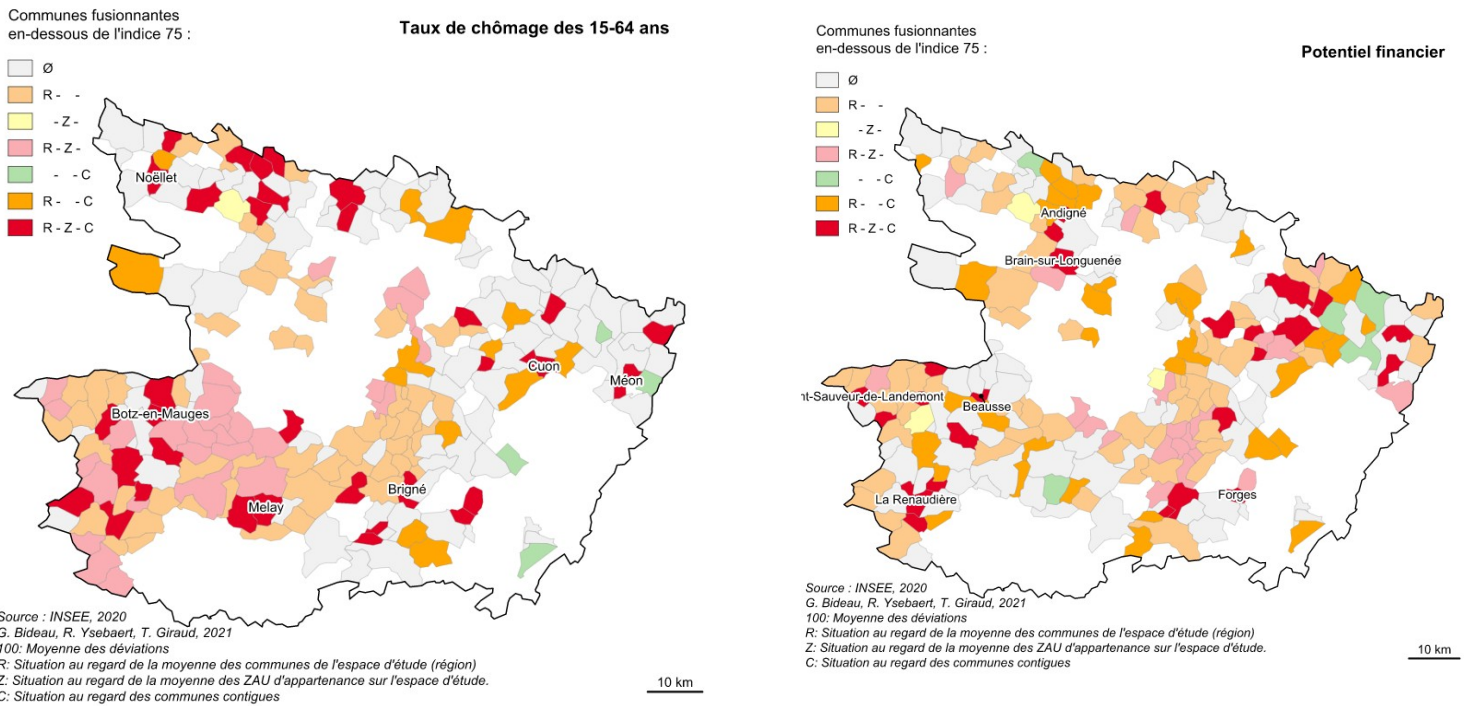 Communes fusionnantes
en-dessous de l'indice 75 :
Taux de chômage des 15-64 ans
Ø
R - -
- Z -
R - Z -
- - C
R - - C
R - Z - C
Noëllet
Cuon
Méon
Botz-en-Mauges
Brigné
Melay
Source : INSEE, 2020
G. Bideau, R. Ysebaert, T. Giraud, 2021
100: Moyenne des déviations
R: Situation au regard de la moyenne des communes de l'espace d'étude (région)
Z: Situation au regard de la moyenne des ZAU d'appartenance sur l'espace d'étude.
C: Situation au regard des communes contigues
10 km
Communes fusionnantes
en-dessous de l'indice 75 :
Potentiel financier
Ø
R - -
- Z -
R - Z -
- - C
R - - C
R - Z - C
Andigné
Brain-sur-Longuenée
nt-Sauveur-de-Landemont
Beausse
La Renaudière
Forges
Source : INSEE, 2020
G. Bideau, R. Ysebaert, T. Giraud, 2021
100: Moyenne des déviations
R: Situation au regard de la moyenne des communes de l'espace d'étude (région)
Z: Situation au regard de la moyenne des ZAU d'appartenance sur l'espace d'étude.
C: Situation au regard des communes contigues
10 km